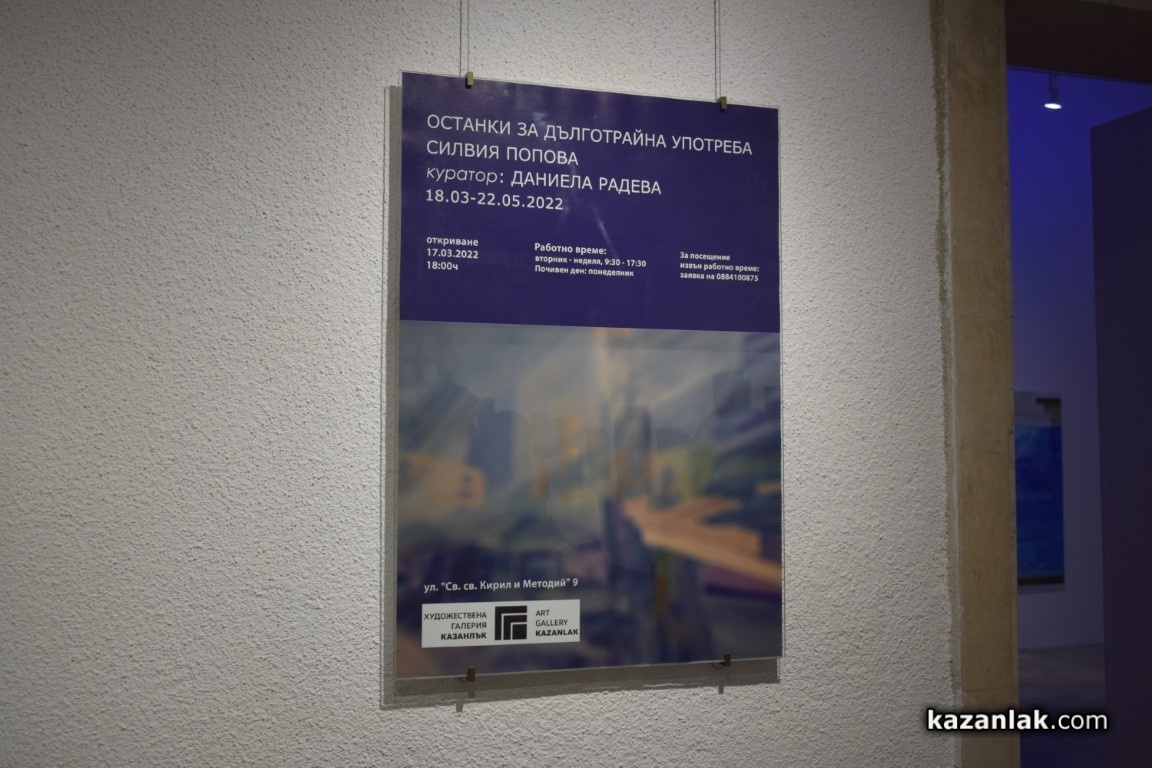 ОСТАНКИ ЗА ДЪЛГОТРАЙНА УПОТРЕБА
СИЛВИЯ ПОПОВА
куратор: ДАНИЕЛА РАДЕВА
18.03-22.05.2022
откриване
17.03.2022
18:00ч
Работно време:
вторник - неделя, 9:30 - 17:30
Почивен ден: понеделник
За посещение
извън работно време:
заявка на 0884100875
ул. "Св. св. Кирил и Методий" 9
ХУДОЖЕСТВЕНА
ГАЛЕРИЯ
КАЗАНЛЪК
ART
GALLERY
KAZANLAK
kazanlak.com